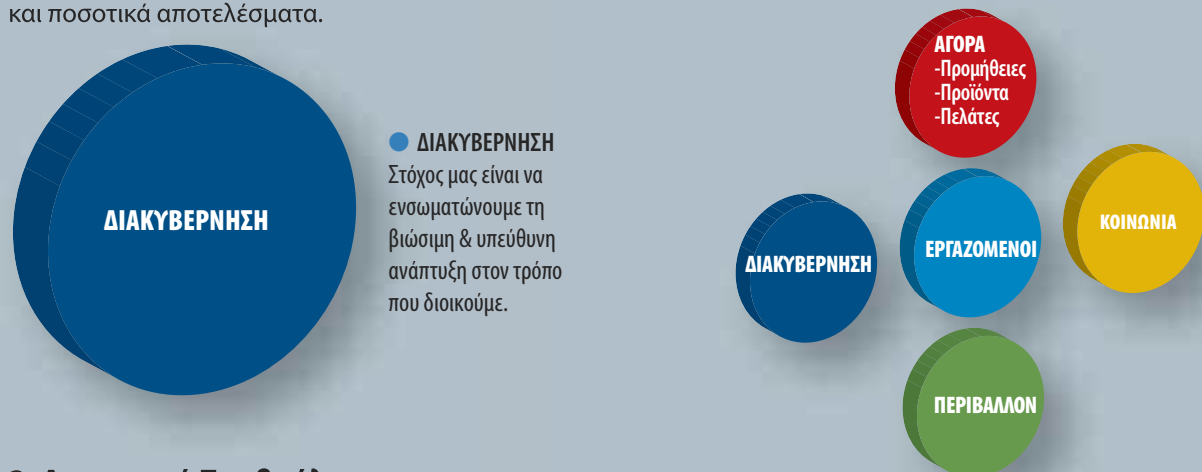 και ποσοτικά αποτελέσματα.
ΔΙΑΚΥΒΕΡΝΗΣΗ
ΔΙΑΚΥΒΕΡΝΗΣΗ
Στόχος μας είναι να
ενσωματώνουμε τη
βιώσιμη & υπεύθυνη
ανάπτυξη στον τρόπο
που διοικούμε.
ΑΓΟΡΑ
-Προμήθειες
-Προϊόντα
-Πελάτες
ΔΙΑΚΥΒΕΡΝΗΣΗ
ΕΡΓΑΖΟΜΕΝΟΙ
ΚΟΙΝΩΝΙΑ
ΠΕΡΙΒΑΛΛΟΝ